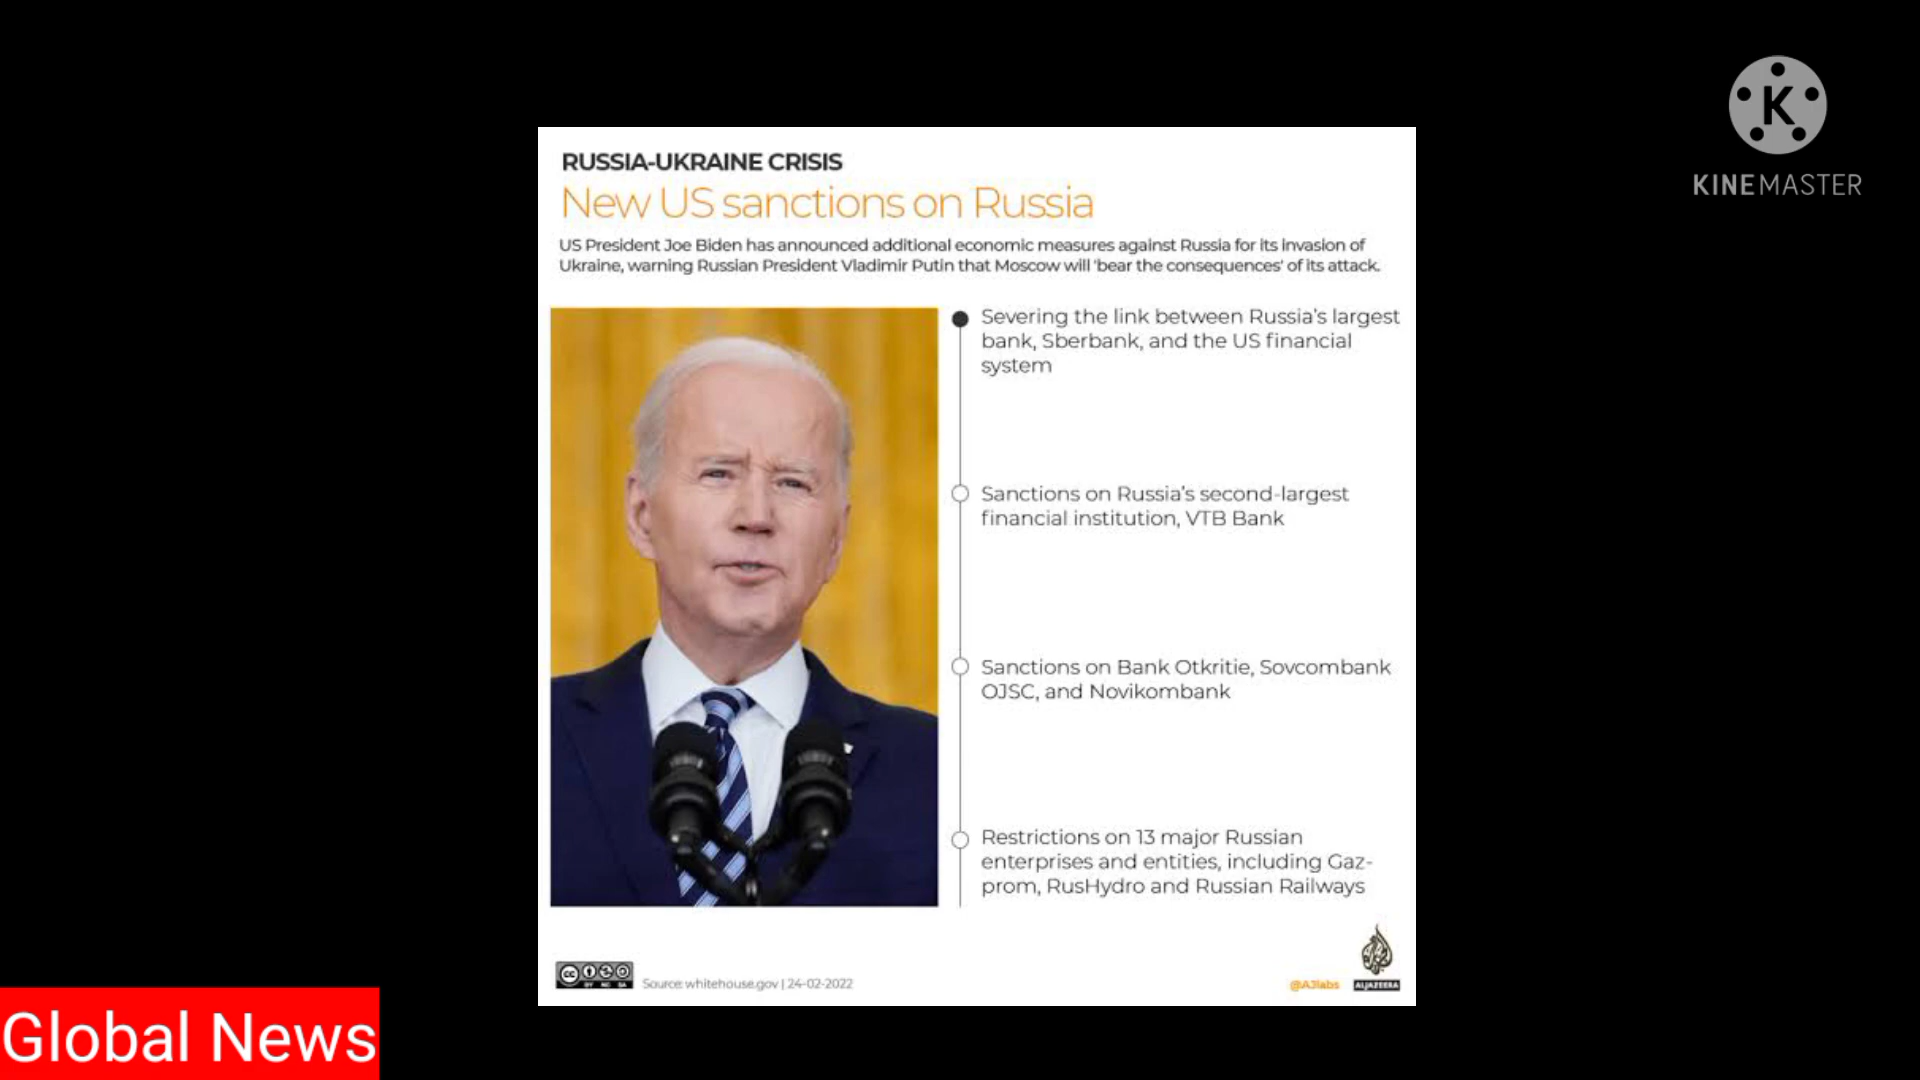 K
KINEMASTER
RUSSIA-UKRAINE CRISIS
New US sanctions on Russia
US President Joe Biden has announced additional economic measures against Russia for its invasion of
Ukraine, warning Russian President Vladimir Putin that Moscow will 'bear the consequences' of its attack.
Severing the link between Russia's largest
bank, Sberbank, and the US financial
system
Sanctions on Russia's second-largest
financial institution, VTB Bank
Sanctions on Bank Otkritie, Sovcombank
OJSC, and Novikombank
Restrictions on 13 major Russian
enterprises and entities, including Gaz-
prom, RusHydro and Russian Railways
cc
BY NC SA
Source: whitehouse.gov | 24-02-2022
@AJlabs
ALJAZEERA
Global News